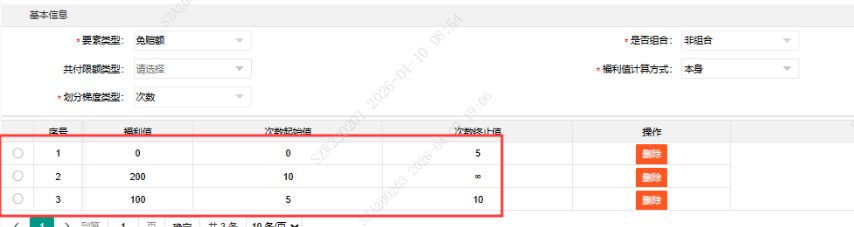 基本信息
*要素类型: 免赔额 *是否组合: 非组合
共付限额类型: 请选择 *福利值计算方式: 本身
*划分梯度类型: 次数
序号 福利值 次数起始值 次数终止值 操作
1 0 0 5 删除
2 200 10 ∞ 删除
3 100 5 10 删除
1 到第 1 页 确定 共 3 条 10 条/页